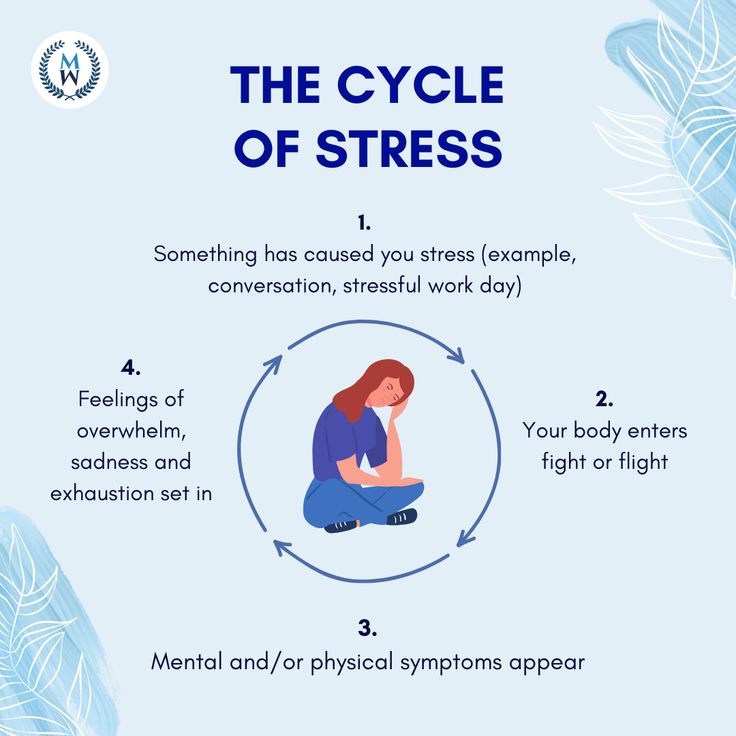 M
W
THE CYCLE
OF STRESS
1.
Something has caused you stress (example,
conversation, stressful work day)
2.
Your body enters
fight or flight
3.
Mental and/or physical symptoms appear
4.
Feelings of
overwhelm,
sadness and
exhaustion set in